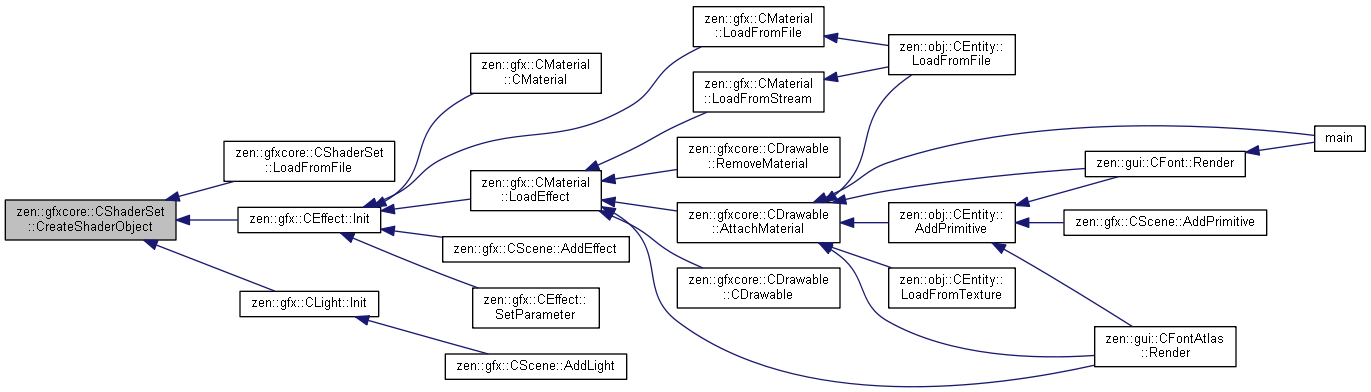 zen::gfxcore::CShaderSet
::CreateShaderObject
zen::gfxcore::CShaderSet
::LoadFromFile
zen::gfx::CEffect::Init
zen::gfx::CLight::Init
zen::gfx::CMaterial
::CMaterial
zen::gfx::CMaterial
::LoadEffect
zen::gfx::CScene::AddEffect
zen::gfx::CEffect::
SetParameter
zen::gfx::CScene::AddLight
zen::gfx::CMaterial
::LoadFromFile
zen::gfx::CMaterial
::LoadFromStream
zen::gfxcore::CDrawable
::RemoveMaterial
zen::gfxcore::CDrawable
::AttachMaterial
zen::gfxcore::CDrawable
::CDrawable
zen::obj::CEntity::
LoadFromFile
zen::obj::CEntity::
AddPrimitive
zen::obj::CEntity::
LoadFromTexture
main
zen::gui::CFont::Render
zen::gfx::CScene::AddPrimitive
zen::gui::CFontAtlas
::Render